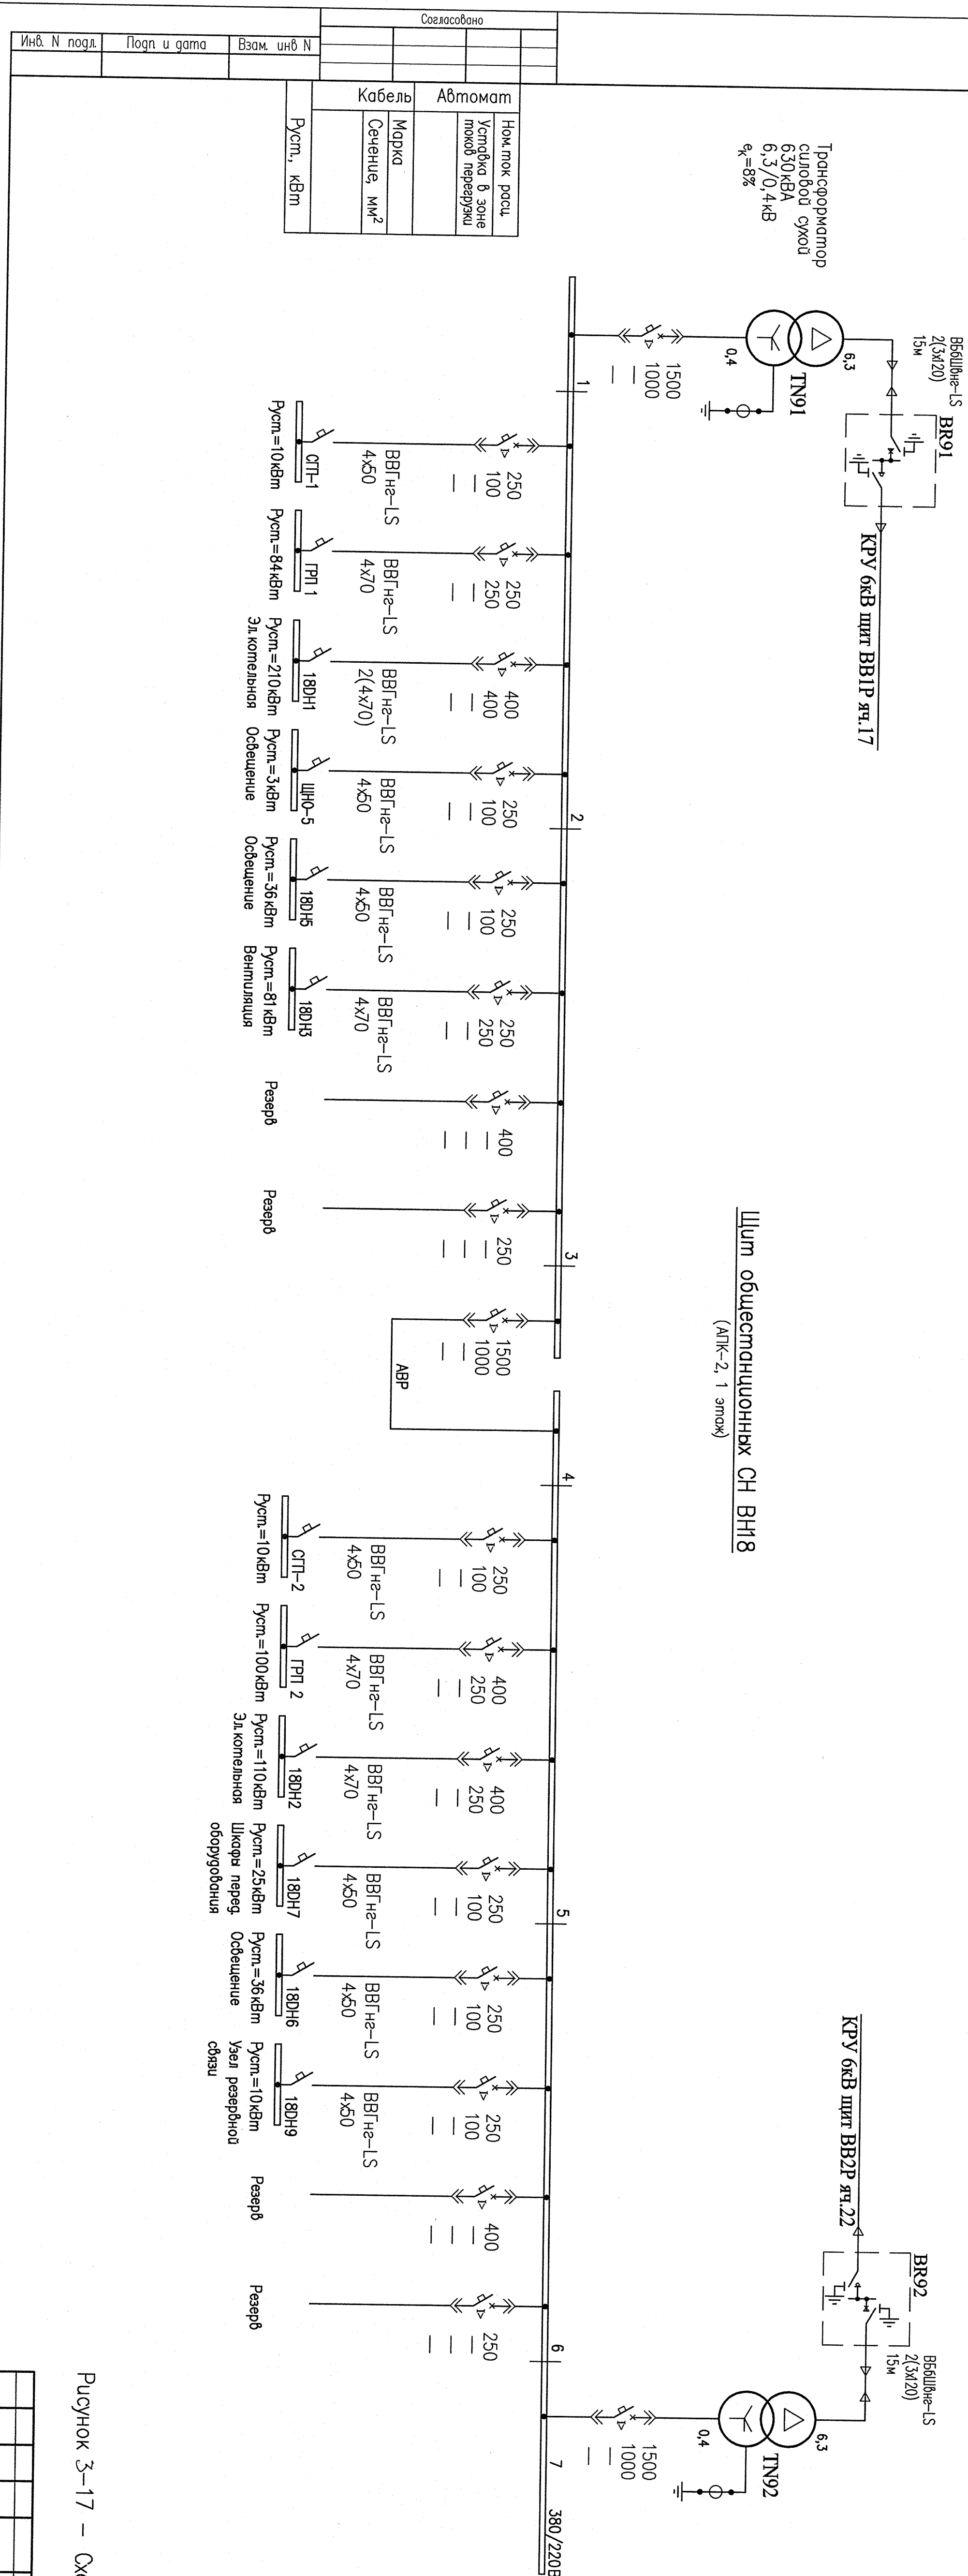 Согласовано
Инв. N подл.
Подп и дата
Взам. инв N
Автомат
Ном.ток расц.
Уставка в зоне
токов перегрузки
Кабель
Марка
Сечение, мм²
Руст., кВт
Трансформатор
силовой сухой
630кВА
6,3/0,4кВ
eк=8%
ВБбШвнг-LS
2(3х120)
15м
BR91
КРУ 6кВ щит ВВ1Р яч.17
6,3
TN91
0,4
1500
1000
—
—
Щит общестанционных СН ВН18
(АПК-2, 1 этаж)
КРУ 6кВ щит ВВ2Р яч.22
BR92
ВБбШвнг-LS
2(3х120)
15м
6,3
TN92
0,4
1500
1000
—
—
380/220В
1
2
3
4
5
6
7
250
100
—
—
ВВГнг-LS
4х50
СГП-1
Руст.=10кВт
250
250
—
—
ВВГнг-LS
4х70
ГРП 1
Руст.=84кВт
400
400
—
—
ВВГнг-LS
2(4х70)
18DH1
Руст.=210кВт
Эл.котельная
250
100
—
—
ВВГнг-LS
4х50
ЩНО-5
Руст.=3кВт
Освещение
250
100
—
—
ВВГнг-LS
4х50
18DH5
Руст.=36кВт
Освещение
250
250
—
—
ВВГнг-LS
4х70
18DH3
Руст.=81кВт
Вентиляция
400
—
—
—
Резерв
250
—
—
—
Резерв
1500
1000
—
—
АВР
250
100
—
—
ВВГнг-LS
4х50
СГП-2
Руст.=10кВт
400
250
—
—
ВВГнг-LS
4х70
ГРП 2
Руст.=100кВт
400
250
—
—
ВВГнг-LS
4х70
18DH2
Руст.=110кВт
Эл.котельная
250
100
—
—
ВВГнг-LS
4х50
18DH7
Руст.=25кВт
Шкафы перед.
оборудования
250
100
—
—
ВВГнг-LS
4х50
18DH6
Руст.=36кВт
Освещение
250
100
—
—
ВВГнг-LS
4х50
18DH9
Руст.=10кВт
Узел резервной
связи
400
—
—
—
Резерв
250
—
—
—
Резерв
Рисунок 3-17 - Схе